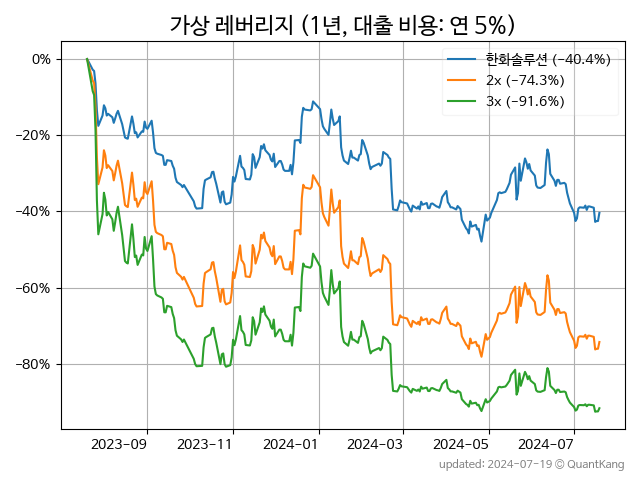 가상 레버리지 (1년, 대출 비용: 연 5%)
한화솔루션 (−40.4%)
2x (−74.3%)
3x (−91.6%)
0%
−20%
−40%
−60%
−80%
2023-09
2023-11
2024-01
2024-03
2024-05
2024-07
updated: 2024-07-19 © QuantKang